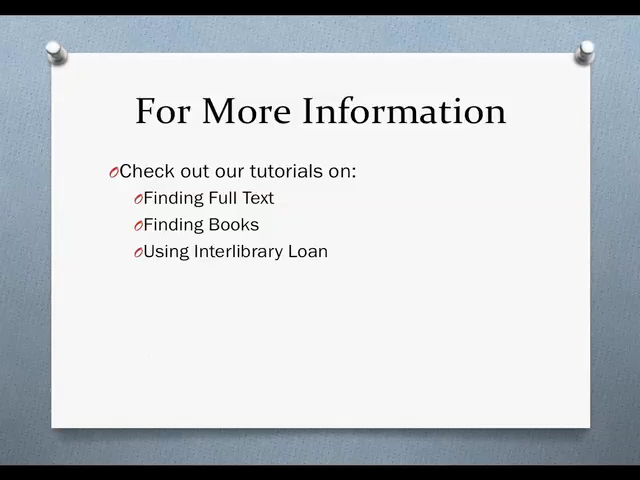 For More Information
Check out our tutorials on:
Finding Full Text
Finding Books
Using Interlibrary Loan